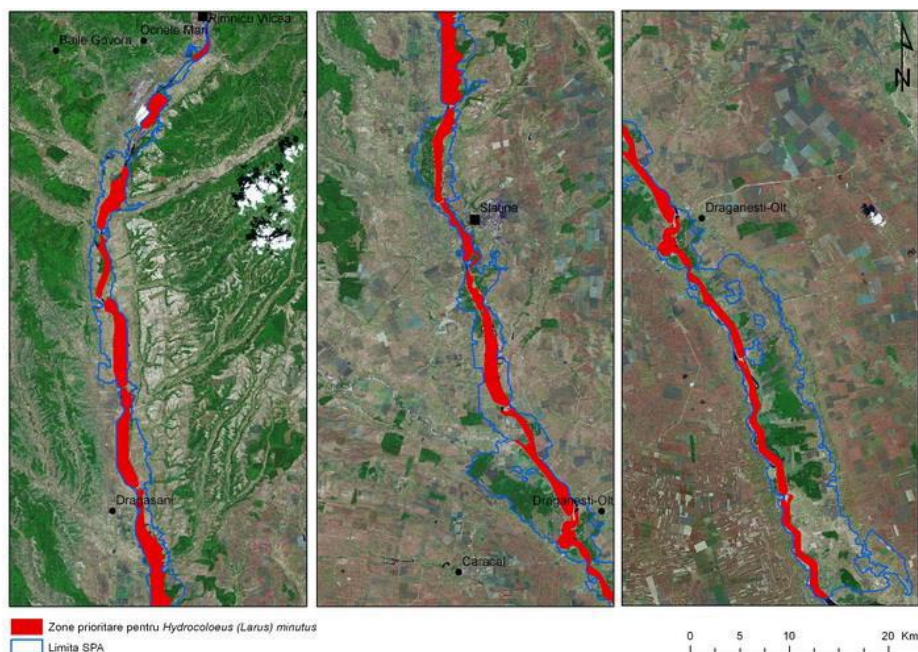 Rimnicu Vilcea
Ocnele Mari
Baile Govora
Dragasani
Slatina
Draganesti-Olt
Caracal
N
Draganesti-Olt
Zone prioritare pentru Hydrocoloeus (Larus) minutus
Limita SPA
0 5 10 20 Km